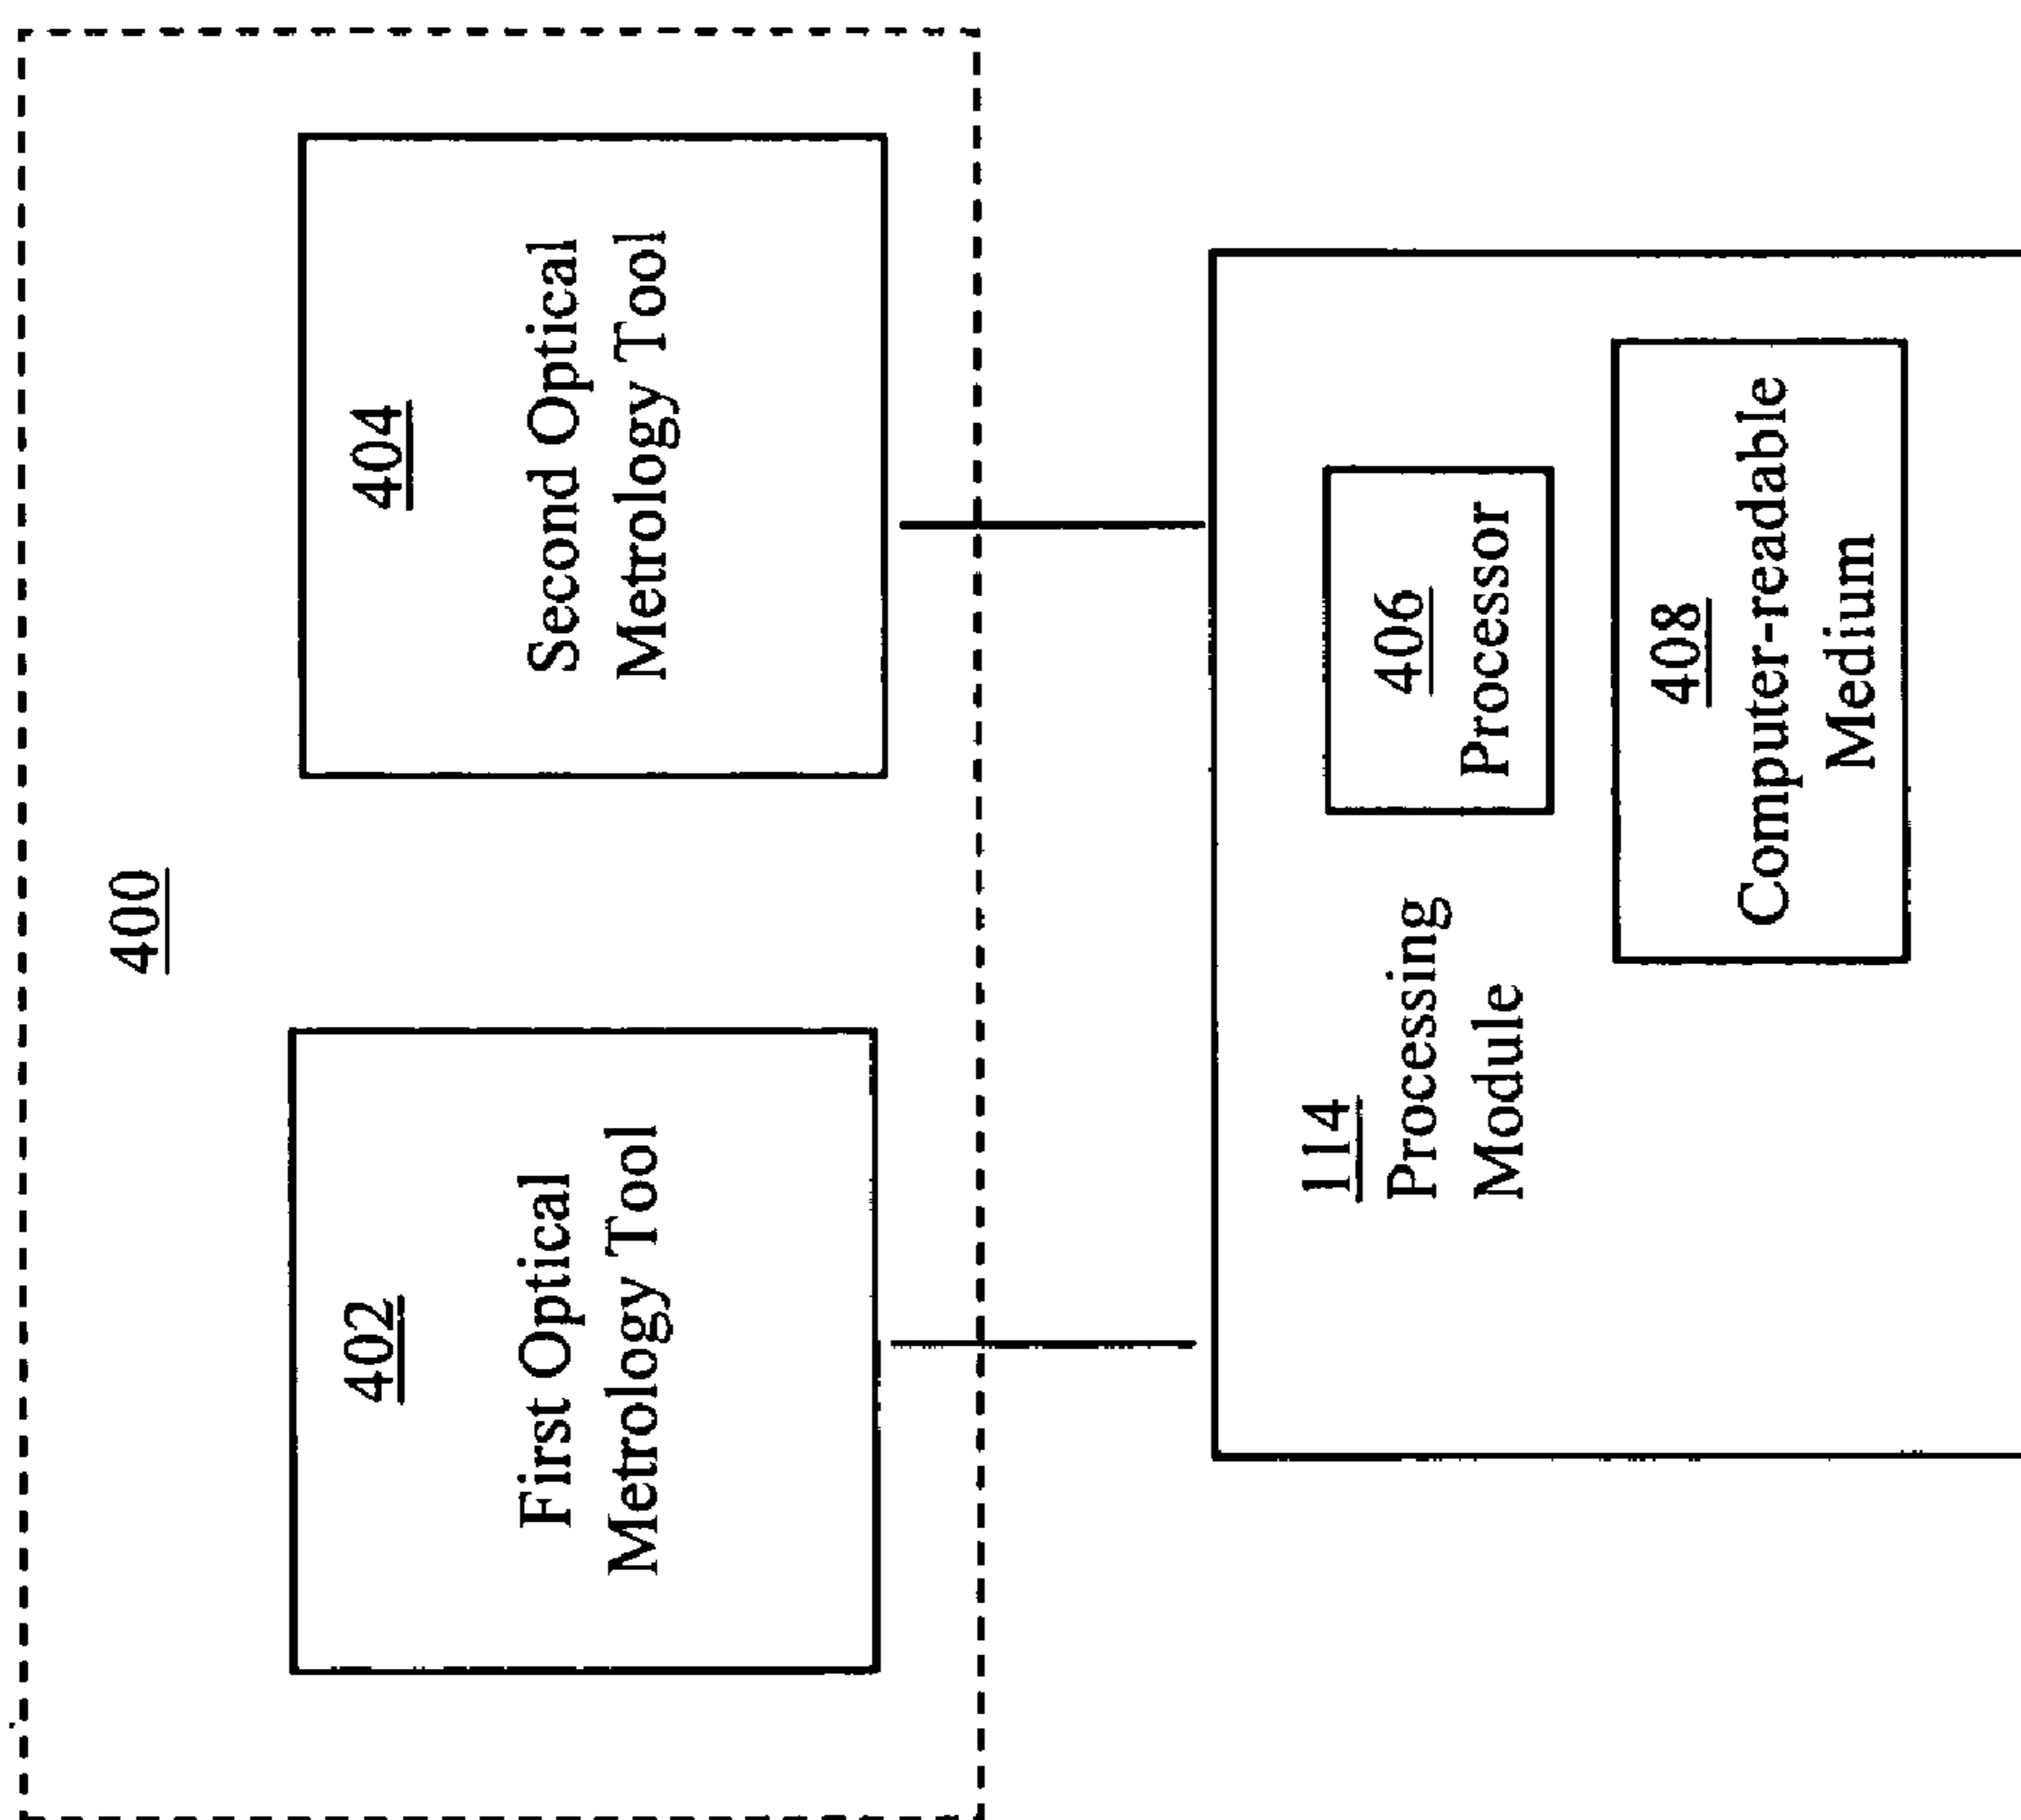 400
402
First Optical
Metrology Tool
404
Second Optical
Metrology Tool
114
Processing
Module
406
Processor
408
Computer-readable
Medium